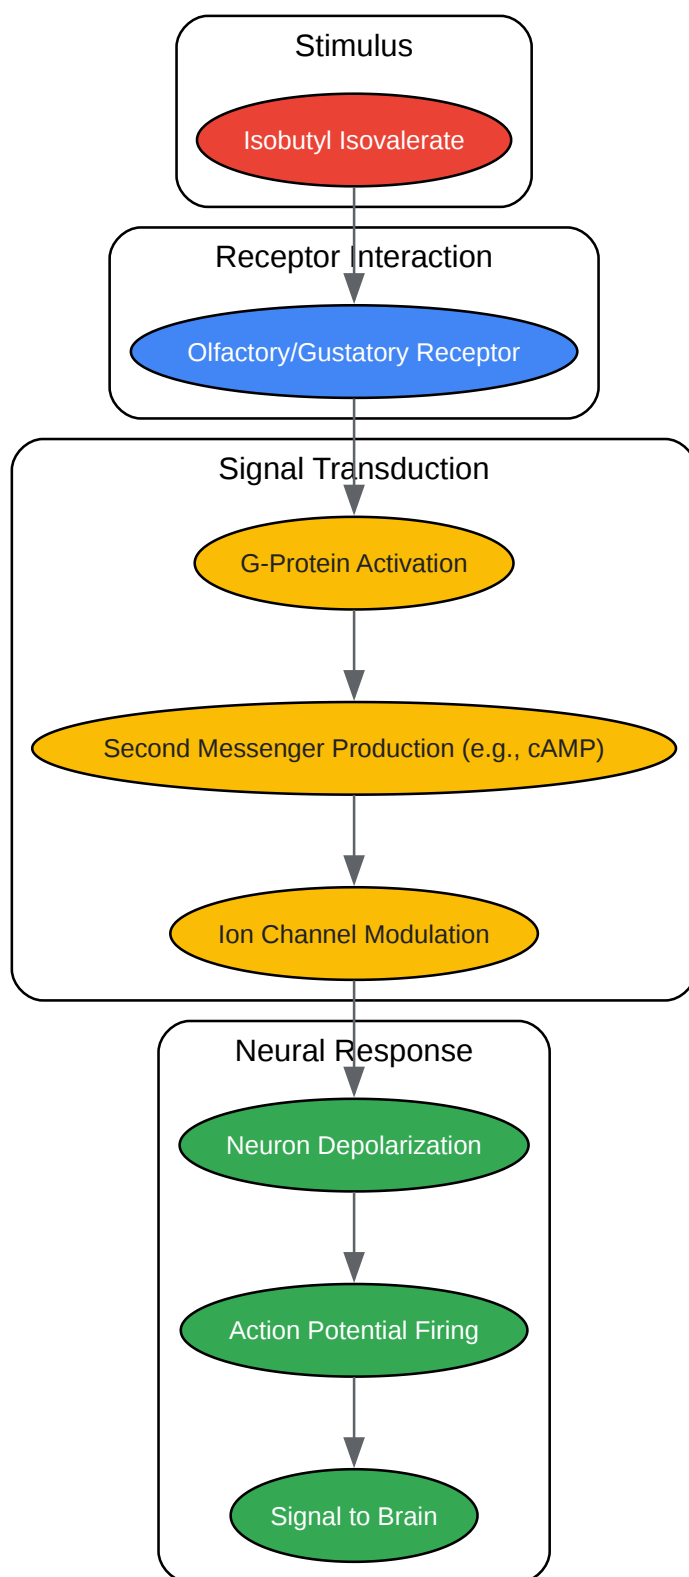 Stimulus
Isobutyl Isovalerate
Receptor Interaction
Olfactory/Gustatory Receptor
Signal Transduction
G-Protein Activation
Second Messenger Production (e.g., cAMP)
Ion Channel Modulation
Neural Response
Neuron Depolarization
Action Potential Firing
Signal to Brain